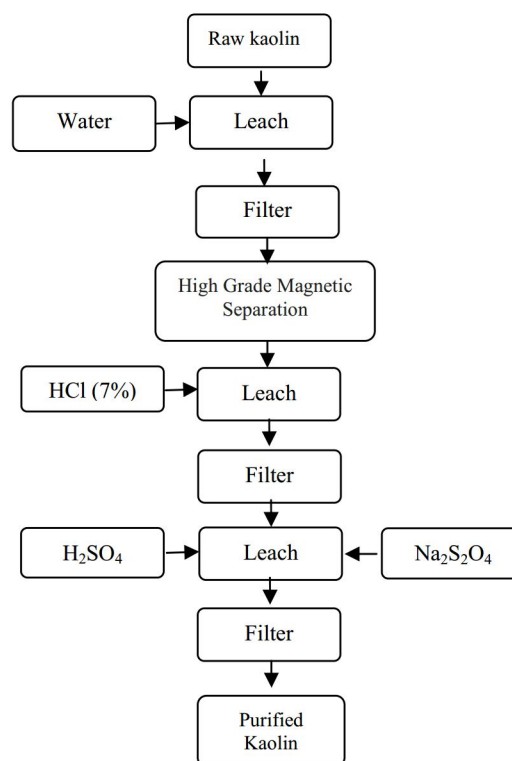 Raw kaolin
Water
Leach
Filter
High Grade Magnetic
Separation
HCl (7%)
Leach
Filter
H₂SO₄
Leach
Na₂S₂O₄
Filter
Purified
Kaolin